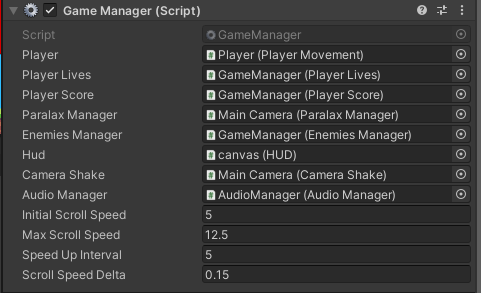 Game Manager (Script)
Script GameManager
Player Player (Player Movement)
Player Lives GameManager (Player Lives)
Player Score GameManager (Player Score)
Paralax Manager Main Camera (Paralax Manager)
Enemies Manager GameManager (Enemies Manager)
Hud canvas (HUD)
Camera Shake Main Camera (Camera Shake)
Audio Manager AudioManager (Audio Manager)
Initial Scroll Speed 5
Max Scroll Speed 12.5
Speed Up Interval 5
Scroll Speed Delta 0.15